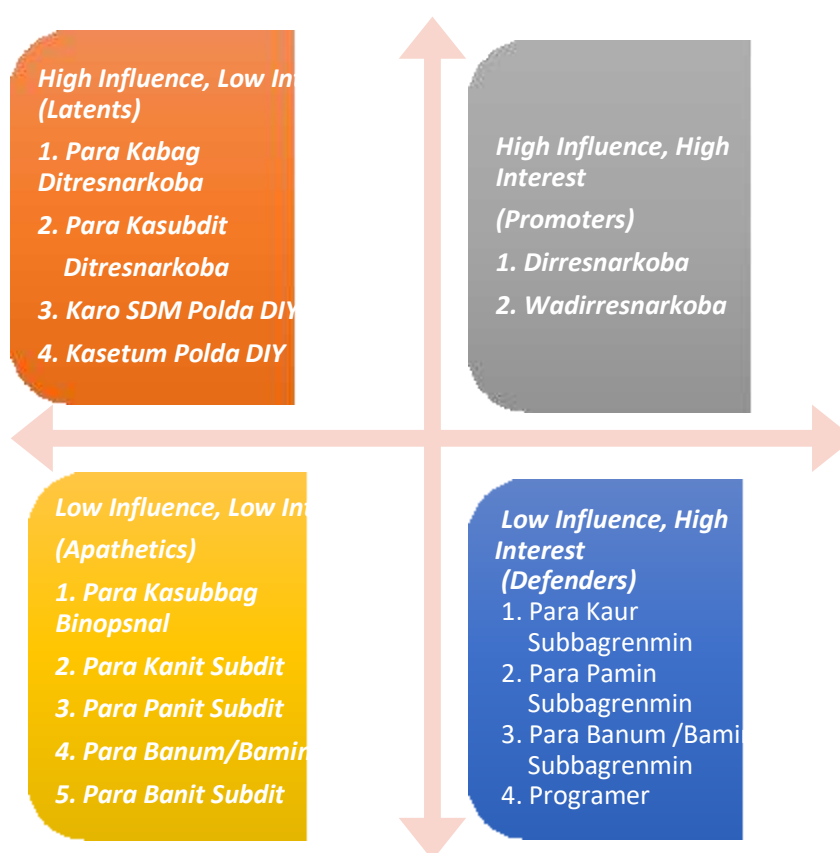 High Influence, Low Int
(Latents)
1. Para Kabag
Ditresnarkoba
2. Para Kasubdit
Ditresnarkoba
3. Karo SDM Polda DIY
4. Kasetum Polda DIY
High Influence, High
Interest
(Promoters)
1. Dirresnarkoba
2. Wadirresnarkoba
Low Influence, Low Int
(Apathetics)
1. Para Kasubbag
Binopsnal
2. Para Kanit Subdit
3. Para Panit Subdit
4. Para Banum/Bamin
5. Para Banit Subdit
Low Influence, High
Interest
(Defenders)
1. Para Kaur
Subbagrenmin
2. Para Pamin
Subbagrenmin
3. Para Banum /Bamin
Subbagrenmin
4. Programer